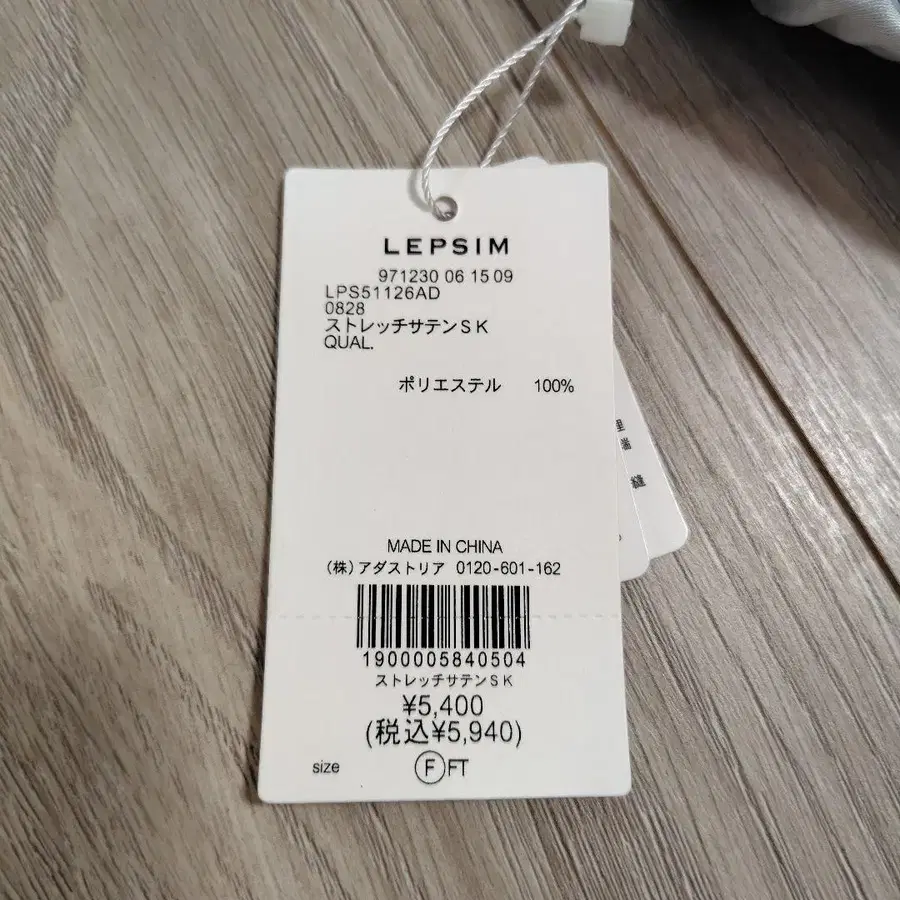 LEPSIM
971230 06 15 09
LPS51126AD
0828
ストレッチサテンＳＫ
QUAL.
ポリエステル 100%
MADE IN CHINA
(株)アダストリア 0120-601-162
1900005840504
ストレッチサテンＳＫ
¥5,400
(税込¥5,940)
size Ⓕ FT
縫